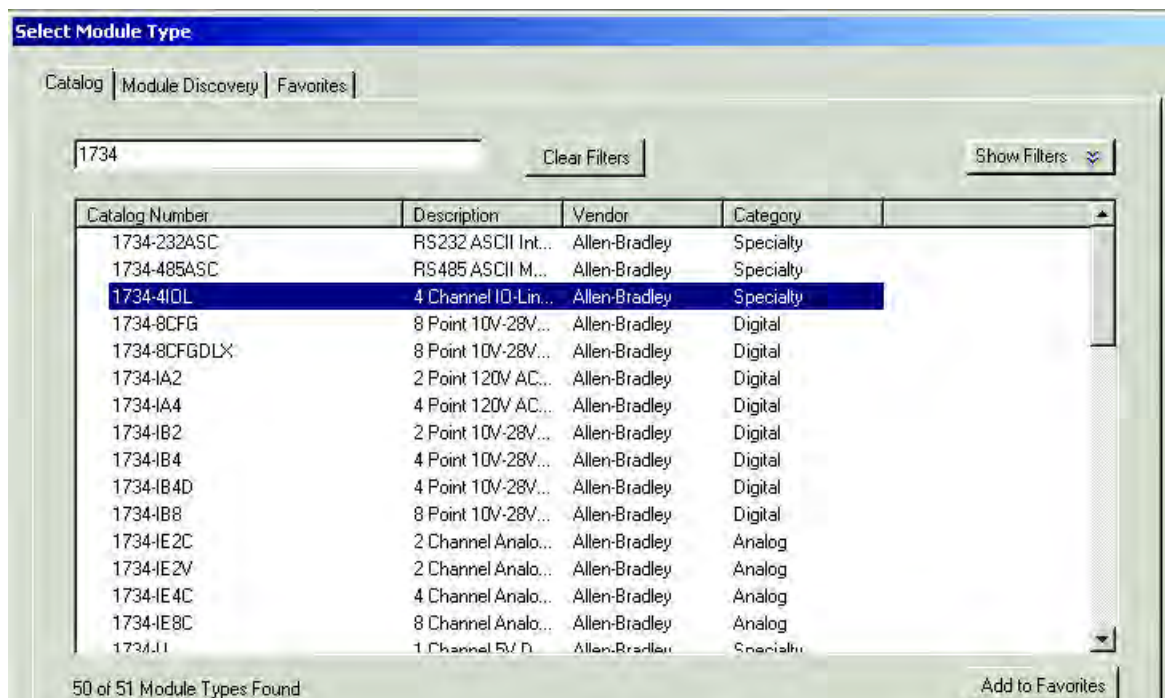 Select Module Type
Catalog Module Discovery Favorites
1734 Clear Filters Show Filters
Catalog Number Description Vendor Category
1734-232ASC RS232 ASCII Int... Allen-Bradley Specialty
1734-485ASC RS485 ASCII M... Allen-Bradley Specialty
1734-4IOL 4 Channel IO-Lin... Allen-Bradley Specialty
1734-8CFG 8 Point 10V-28V... Allen-Bradley Digital
1734-8CFGDLX 8 Point 10V-28V... Allen-Bradley Digital
1734-IA2 2 Point 120V AC... Allen-Bradley Digital
1734-IA4 4 Point 120V AC... Allen-Bradley Digital
1734-IB2 2 Point 10V-28V... Allen-Bradley Digital
1734-IB4 4 Point 10V-28V... Allen-Bradley Digital
1734-IB4D 4 Point 10V-28V... Allen-Bradley Digital
1734-IB8 8 Point 10V-28V... Allen-Bradley Digital
1734-IE2C 2 Channel Analo... Allen-Bradley Analog
1734-IE2V 2 Channel Analo... Allen-Bradley Analog
1734-IE4C 4 Channel Analo... Allen-Bradley Analog
1734-IE8C 8 Channel Analo... Allen-Bradley Analog
1 Channel 5V D... Allen-Bradley Specialty
50 of 51 Module Types Found Add to Favorites